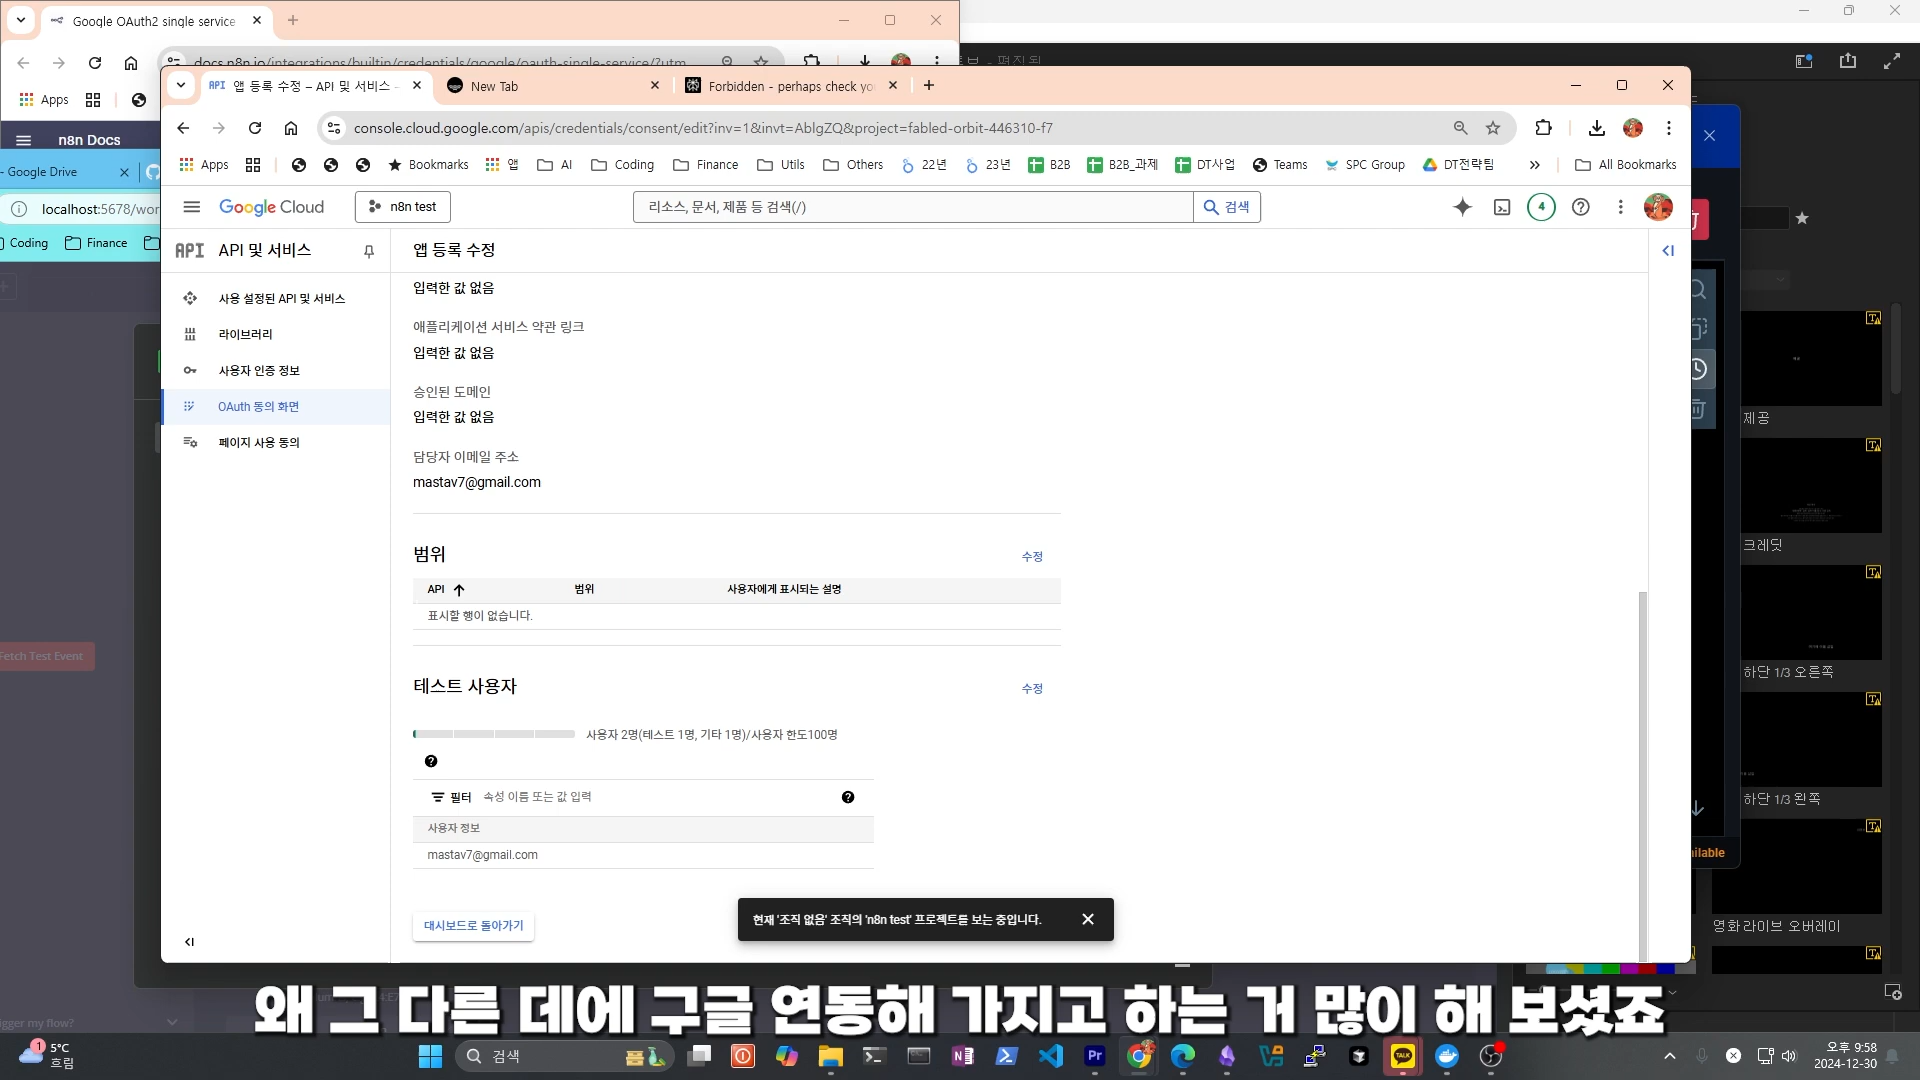 Google OAuth2 single service
docs.n8n.io/integrations/builtin/credentials/google/oauth-single-service/?utm
Apps
n8n Docs
- Google Drive
localhost:5678/wor
Coding
Finance
Fetch Test Event
API 앱 등록 수정 – API 및 서비스 -
New Tab
Forbidden - perhaps check yo
console.cloud.google.com/apis/credentials/consent/edit?inv=1&invt=AblgZQ&project=fabled-orbit-446310-f7
Apps
Bookmarks
앱
AI
Coding
Finance
Utils
Others
22년
23년
B2B
B2B_과제
DT사업
Teams
SPC Group
DT전략팀
All Bookmarks
Google Cloud
n8n test
리소스, 문서, 제품 등 검색(/)
검색
4
API API 및 서비스
앱 등록 수정
사용 설정된 API 및 서비스
라이브러리
사용자 인증 정보
OAuth 동의 화면
페이지 사용 동의
입력한 값 없음
애플리케이션 서비스 약관 링크
입력한 값 없음
승인된 도메인
입력한 값 없음
담당자 이메일 주소
mastav7@gmail.com
범위
수정
API 범위 사용자에게 표시되는 설명
표시할 행이 없습니다.
테스트 사용자
수정
사용자 2명(테스트 1명, 기타 1명)/사용자 한도100명
필터 속성 이름 또는 값 입력
사용자 정보
mastav7@gmail.com
대시보드로 돌아가기
현재 '조직 없음' 조직의 'n8n test' 프로젝트를 보는 중입니다.
제공
크레딧
하단 1/3 오른쪽
하단 1/3 왼쪽
영화 라이브 오버레이
ilable
igger my flow?
왜 그 다른 데에 구글 연동해 가지고 하는 거 많이 해 보셨죠
5°C
흐림
검색
오후 9:58
2024-12-30